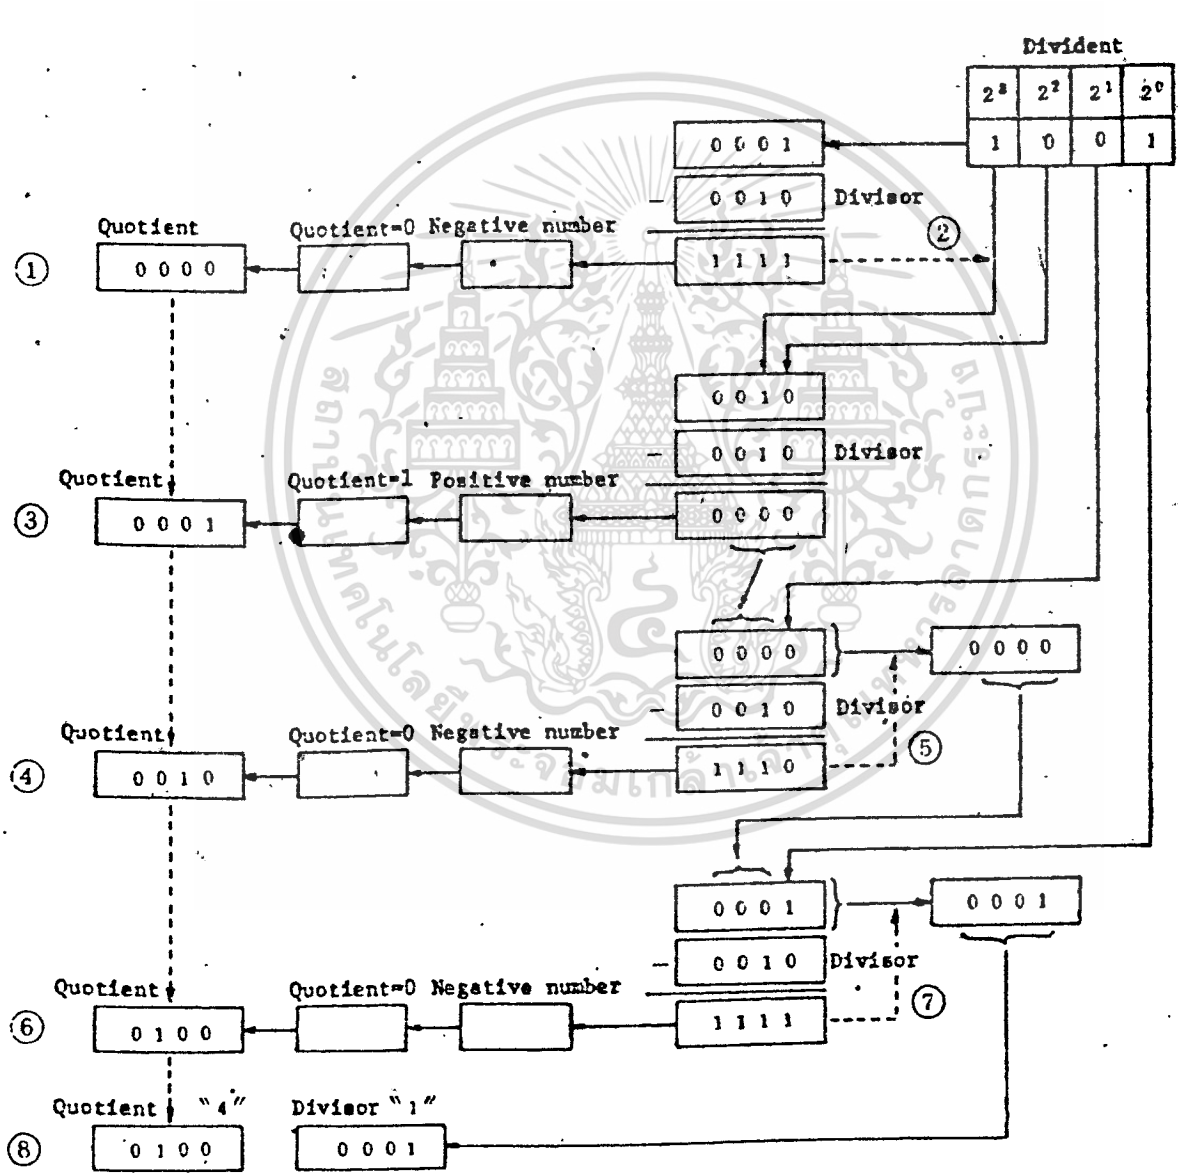 Divident
2³ 2² 2¹ 2⁰
1 0 0 1
0 0 0 1
- 0 0 1 0 Divisor
②
Quotient Quotient=0 Negative number
① 0 0 0 0 1 1 1 1
0 0 1 0
- 0 0 1 0 Divisor
Quotient Quotient=1 Positive number
③ 0 0 0 1 0 0 0 0
0 0 0 0 0 0 0 0
- 0 0 1 0 Divisor
Quotient Quotient=0 Negative number
⑤
④ 0 0 1 0 1 1 1 0
0 0 0 1 0 0 0 1
- 0 0 1 0 Divisor
Quotient Quotient=0 Negative number
⑦
⑥ 0 1 0 0 1 1 1 1
Quotient "4" Divisor "1"
⑧ 0 1 0 0 0 0 0 1